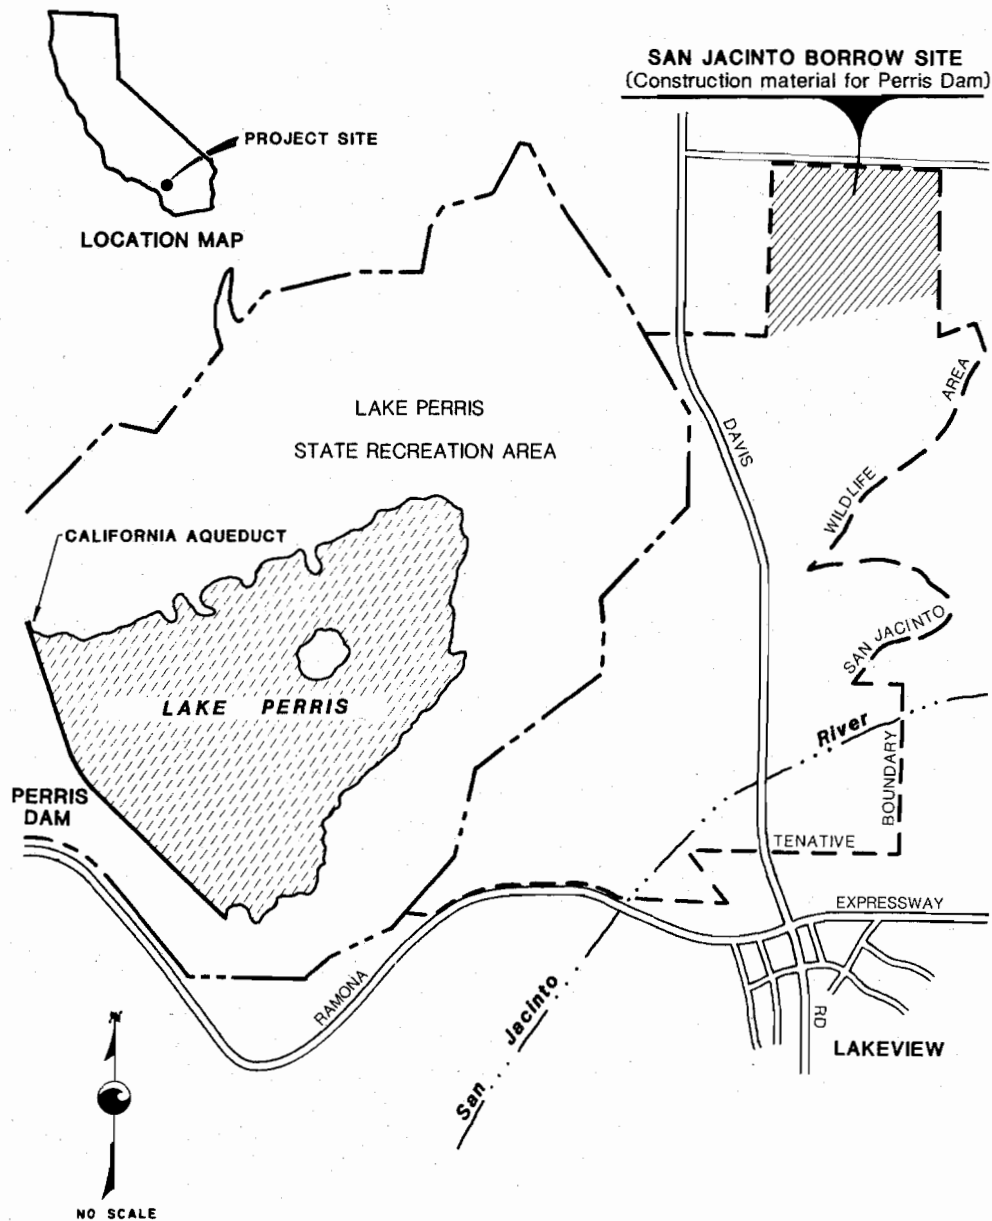 SAN JACINTO BORROW SITE
(Construction material for Perris Dam)
PROJECT SITE
LOCATION MAP
LAKE PERRIS
STATE RECREATION AREA
DAVIS
AREA
WILDLIFE
CALIFORNIA AQUEDUCT
SAN JACINTO
LAKE PERRIS
River
BOUNDARY
PERRIS
DAM
TENATIVE
EXPRESSWAY
RAMONA
San Jacinto
RD
LAKEVIEW
N
NO SCALE